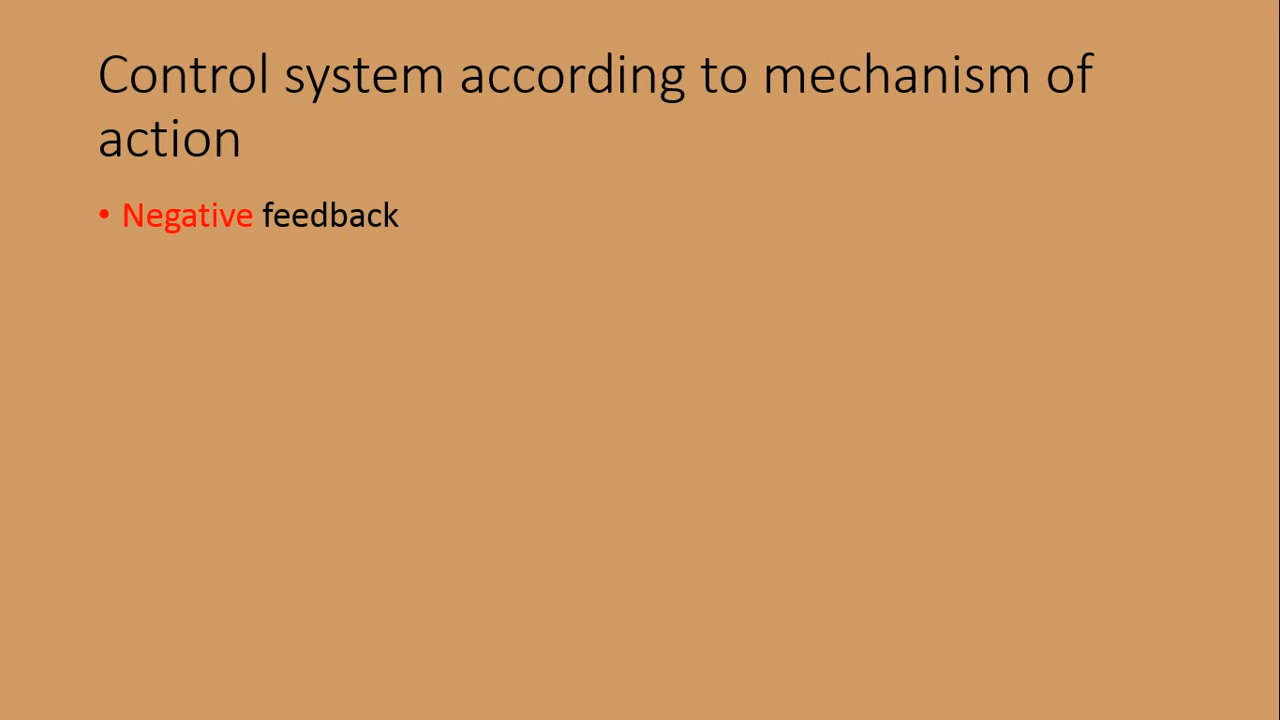 Control system according to mechanism of
action
• Negative feedback